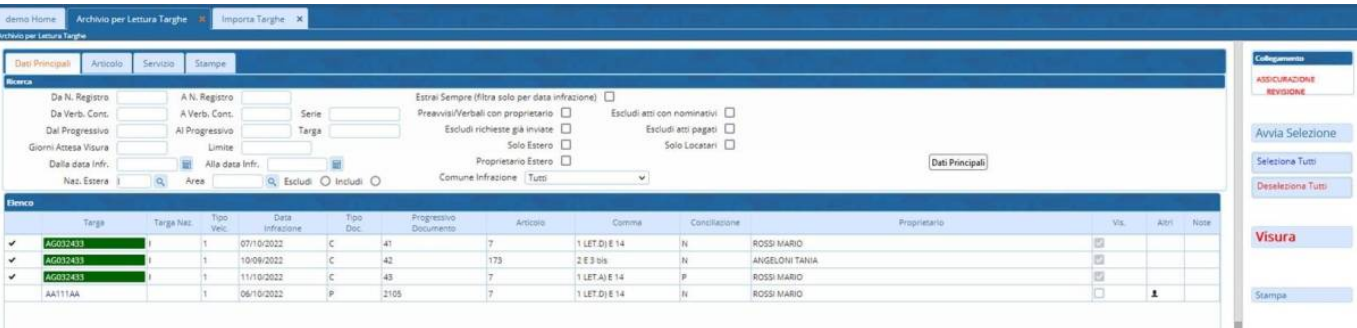 demo Home Archivio per Lettura Targhe × Importa Targhe ×
Archivio per Lettura Targhe
Dati Principali Articolo Servizio Stampe
Ricerca
Da N. Registro A N. Registro Estrai Sempre (filtra solo per data infrazione)
Da Verb. Cont. A Verb. Cont. Serie Preavvisi/Verbali con proprietario Escludi atti con nominativi
Dal Progressivo Al Progressivo Targa Escludi richieste già inviate Escludi atti pagati
Giorni Attesa Visura Limite Solo Estero Solo Locatari
Dalla data Infr. Alla data Infr. Proprietario Estero Dati Principali
Naz. Estera Area Escludi Includi Comune Infrazione Tutti
Elenco
Targa Targa Naz. Tipo Veic. Data Infrazione Tipo Doc. Progressivo Documento Articolo Comma Conciliazione Proprietario Vis. Altri Note
AG032433 I 1 07/10/2022 C 41 7 1 LET.D) E 14 N ROSSI MARIO
AG032433 I 1 10/09/2022 C 42 173 2 E 3 bis N ANGELONI TANIA
AG032433 I 1 11/10/2022 C 43 7 1 LET.A) E 14 P ROSSI MARIO
AA111AA 1 06/10/2022 P 2105 7 1 LET.D) E 14 N ROSSI MARIO
Collegamento
ASSICURAZIONE
REVISIONE
Avvia Selezione
Seleziona Tutti
Deseleziona Tutti
Visura
Stampa